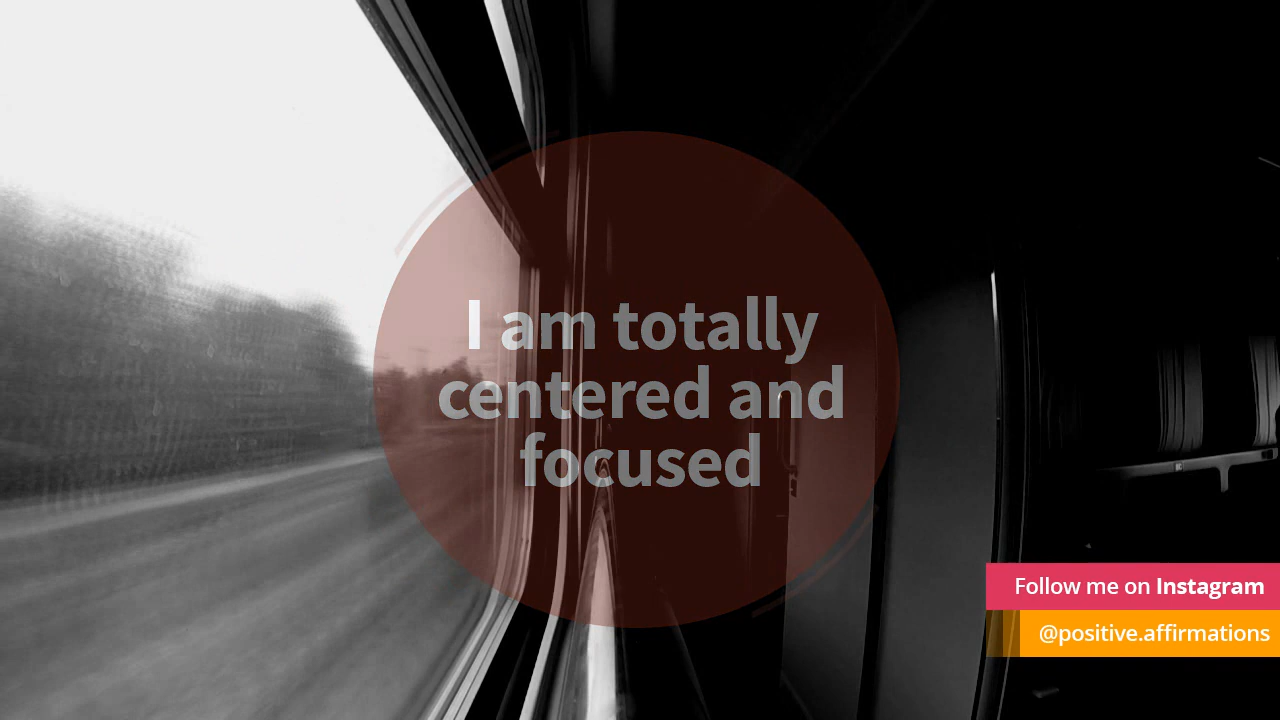 I am totally
centered and
focused
Follow me on Instagram
@positive.affirmations